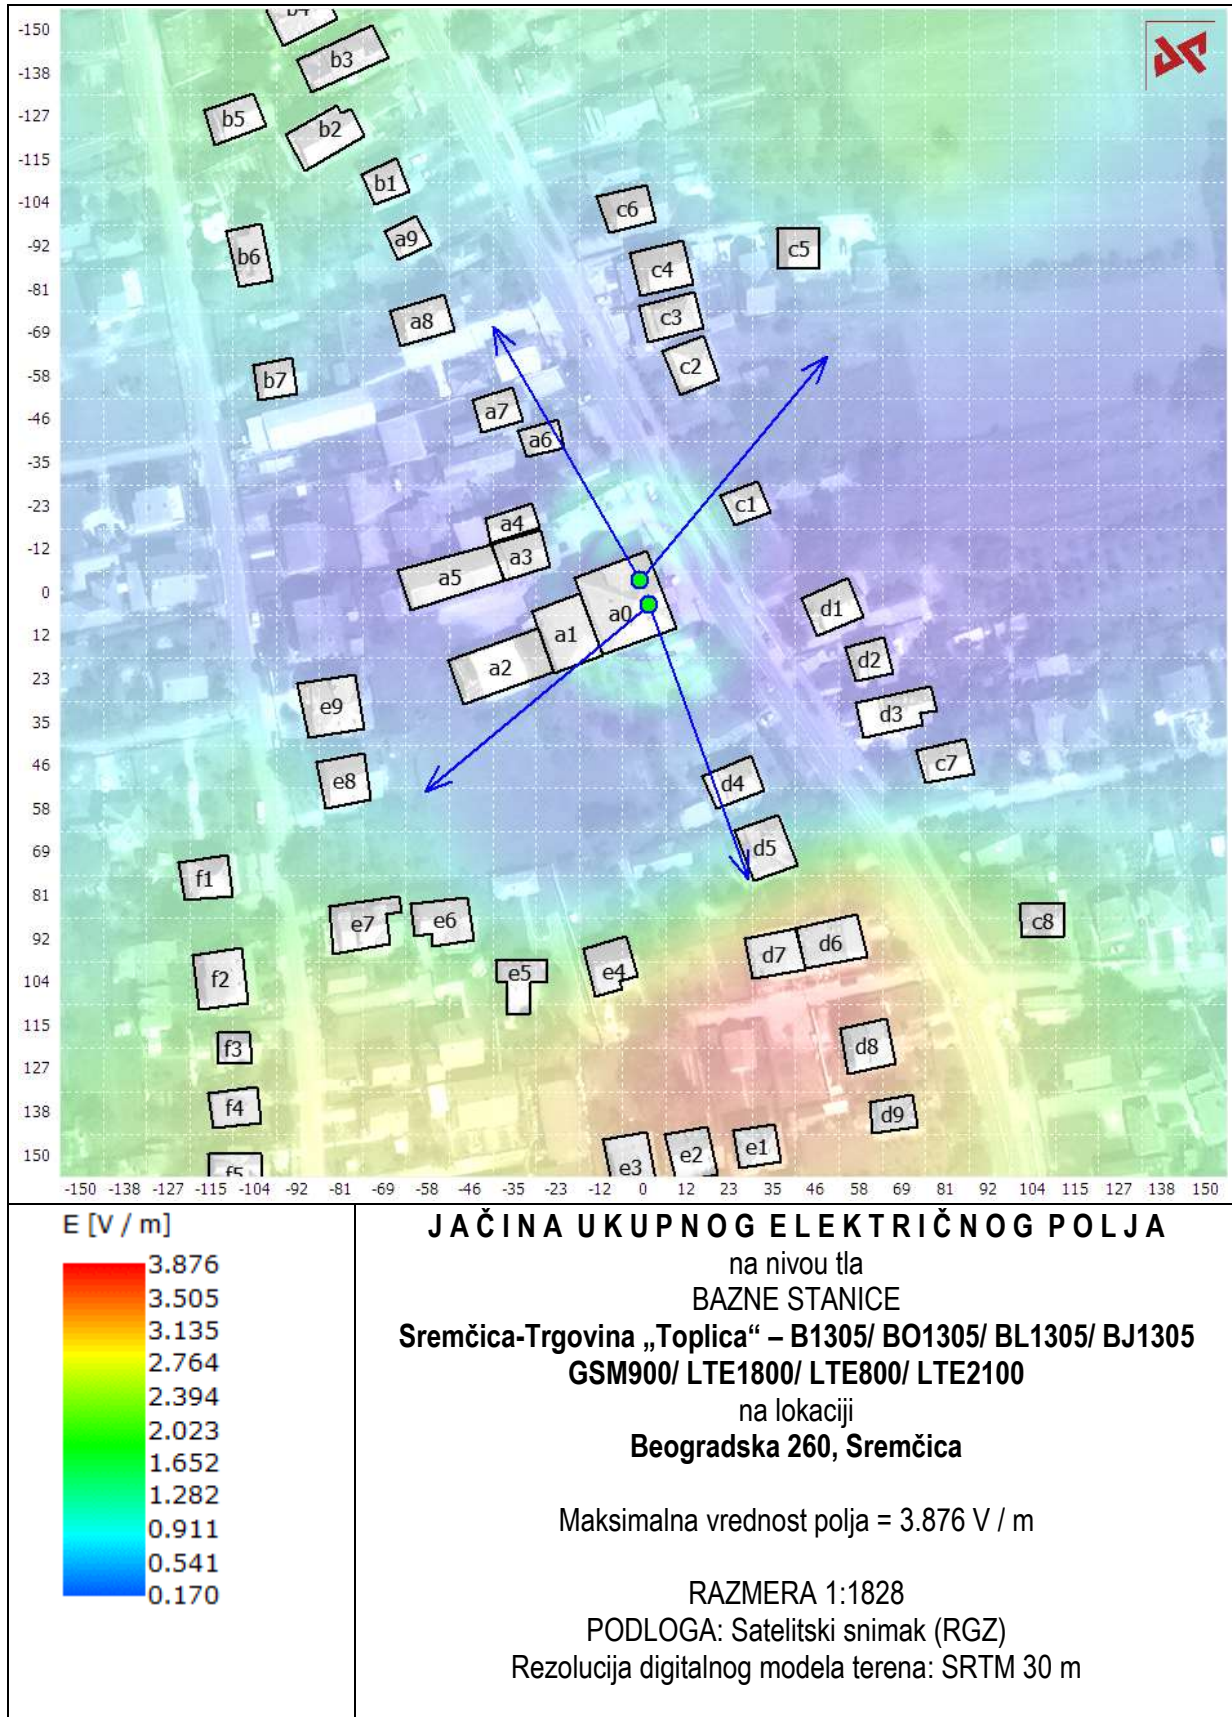 -150
-138
-127
-115
-104
-92
-81
-69
-58
-46
-35
-23
-12
0
12
23
35
46
58
69
81
92
104
115
127
138
150
b4
b3
b5
b2
b1
a9
b6
c6
c5
c4
a8
c3
c2
b7
a7
a6
c1
a4
a3
a5
a0
d1
a1
d2
a2
e9
d3
c7
e8
d4
d5
f1
e7
e6
c8
d7
d6
f2
e5
e4
f3
d8
f4
d9
e1
e2
e3
f5
-150 -138 -127 -115 -104 -92 -81 -69 -58 -46 -35 -23 -12 0 12 23 35 46 58 69 81 92 104 115 127 138 150
E [V / m]
3.876
3.505
3.135
2.764
2.394
2.023
1.652
1.282
0.911
0.541
0.170
JAČINA UKUPNOG ELEKTRIČNOG POLJA
na nivou tla
BAZNE STANICE
Sremčica-Trgovina „Toplica“ – B1305/ BO1305/ BL1305/ BJ1305
GSM900/ LTE1800/ LTE800/ LTE2100
na lokaciji
Beogradska 260, Sremčica
Maksimalna vrednost polja = 3.876 V / m
RAZMERA 1:1828
PODLOGA: Satelitski snimak (RGZ)
Rezolucija digitalnog modela terena: SRTM 30 m